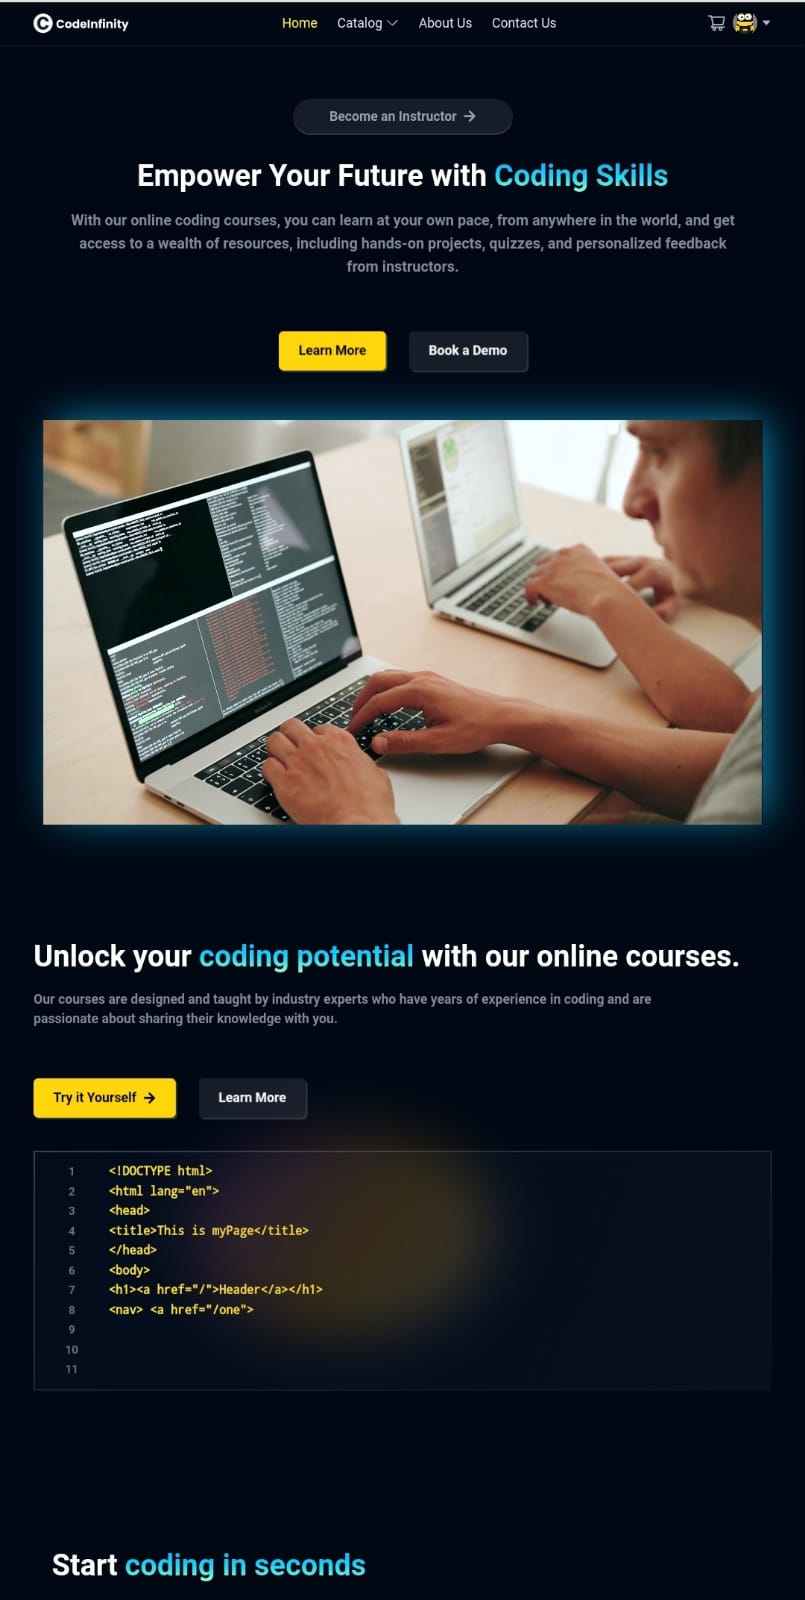 CodeInfinity
Home Catalog About Us Contact Us
Become an Instructor →
Empower Your Future with Coding Skills
With our online coding courses, you can learn at your own pace, from anywhere in the world, and get
access to a wealth of resources, including hands-on projects, quizzes, and personalized feedback
from instructors.
Learn More Book a Demo
Unlock your coding potential with our online courses.
Our courses are designed and taught by industry experts who have years of experience in coding and are
passionate about sharing their knowledge with you.
Try it Yourself → Learn More
1 <!DOCTYPE html>
2 <html lang="en">
3 <head>
4 <title>This is myPage</title>
5 </head>
6 <body>
7 <h1><a href="/">Header</a></h1>
8 <nav> <a href="/one">
9
10
11
Start coding in seconds